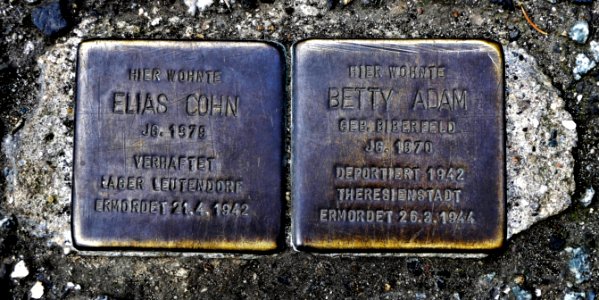 HIER WOHNTE
ELIAS COHN
JG. 1879
VERHAFTET
LAGER LEUTENDORF
ERMORDET 21.4.1942
HIER WOHNTE
BETTY ADAM
GEB. BIBERFELD
JG. 1870
DEPORTIERT 1942
THERESIENSTADT
ERMORDET 26.3.1944